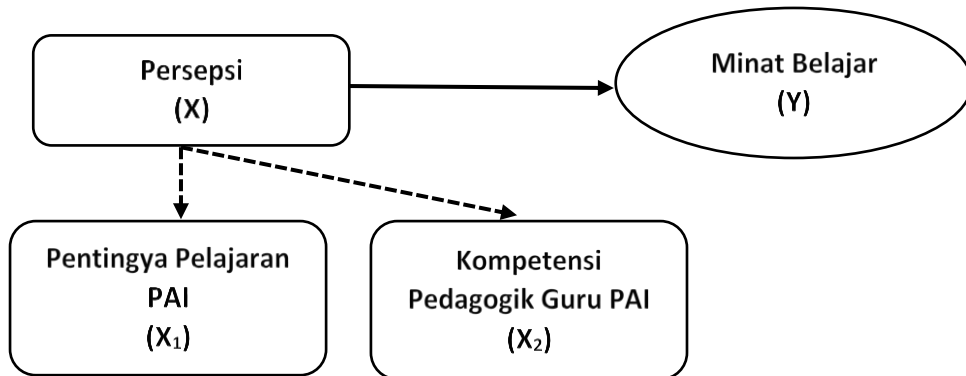 Persepsi
(X)
Minat Belajar
(Y)
Pentingya Pelajaran
PAI
(X₁)
Kompetensi
Pedagogik Guru PAI
(X₂)